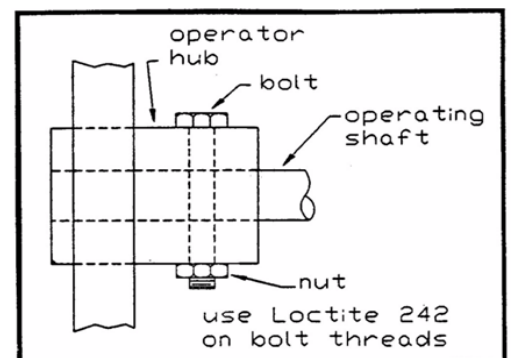 operator
hub
bolt
operating
shaft
nut
use Loctite 242
on bolt threads